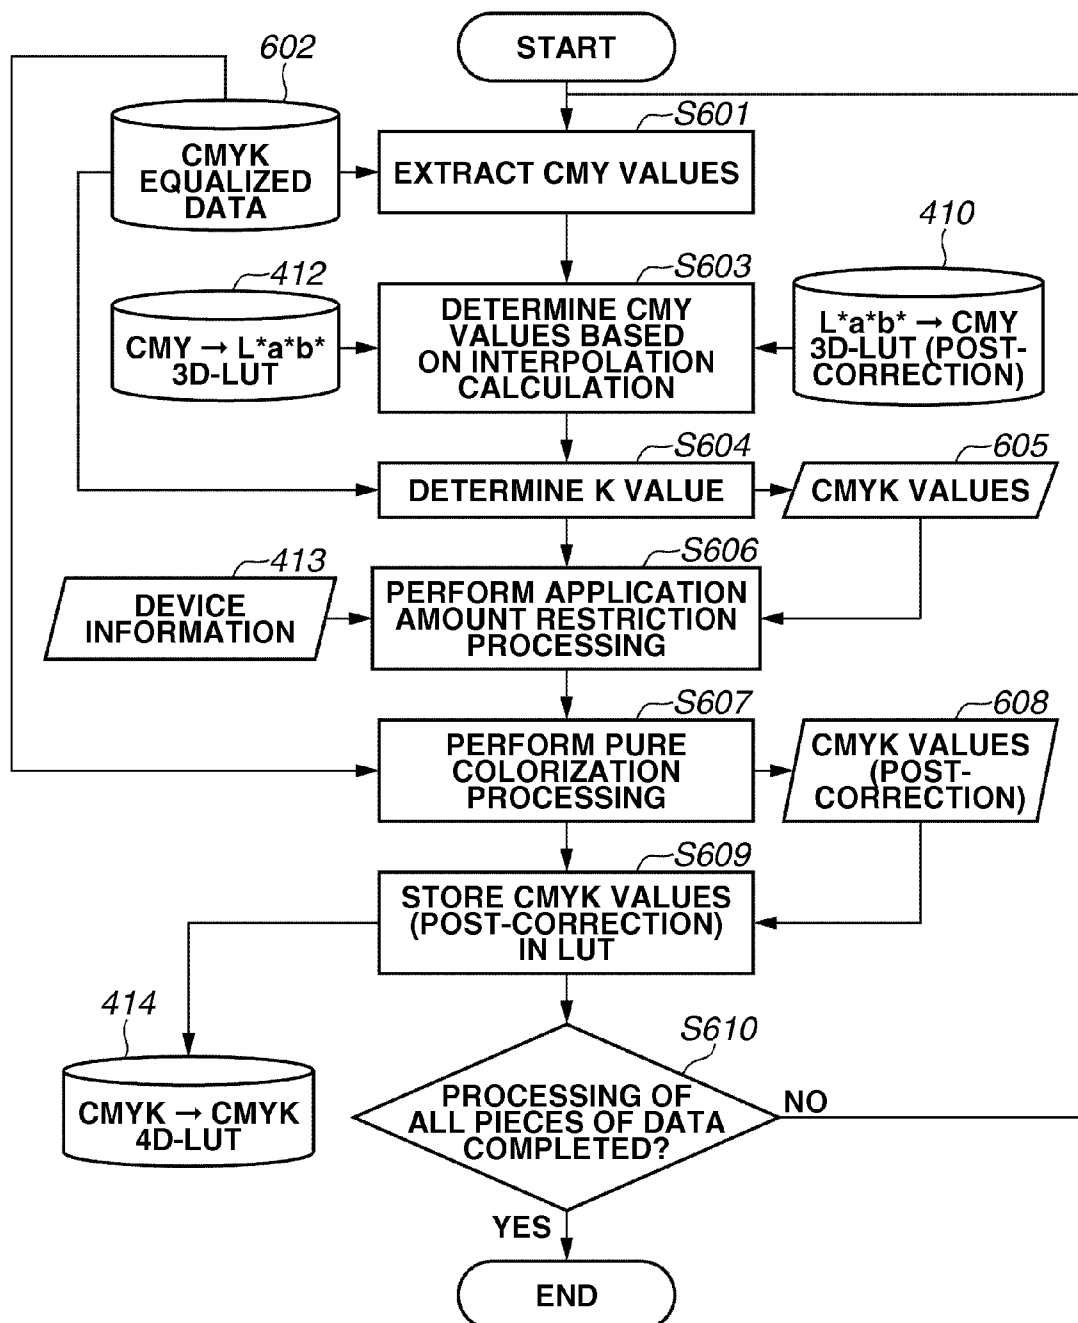 START
602
S601
CMYK
EQUALIZED
DATA
EXTRACT CMY VALUES
410
412
S603
CMY → L*a*b*
3D-LUT
DETERMINE CMY
VALUES BASED
ON INTERPOLATION
CALCULATION
L*a*b* → CMY
3D-LUT (POST-
CORRECTION)
S604
605
DETERMINE K VALUE
CMYK VALUES
413
S606
DEVICE
INFORMATION
PERFORM APPLICATION
AMOUNT RESTRICTION
PROCESSING
S607
608
PERFORM PURE
COLORIZATION
PROCESSING
CMYK VALUES
(POST-
CORRECTION)
S609
STORE CMYK VALUES
(POST-CORRECTION)
IN LUT
414
S610
CMYK → CMYK
4D-LUT
PROCESSING OF
ALL PIECES OF DATA
COMPLETED?
NO
YES
END